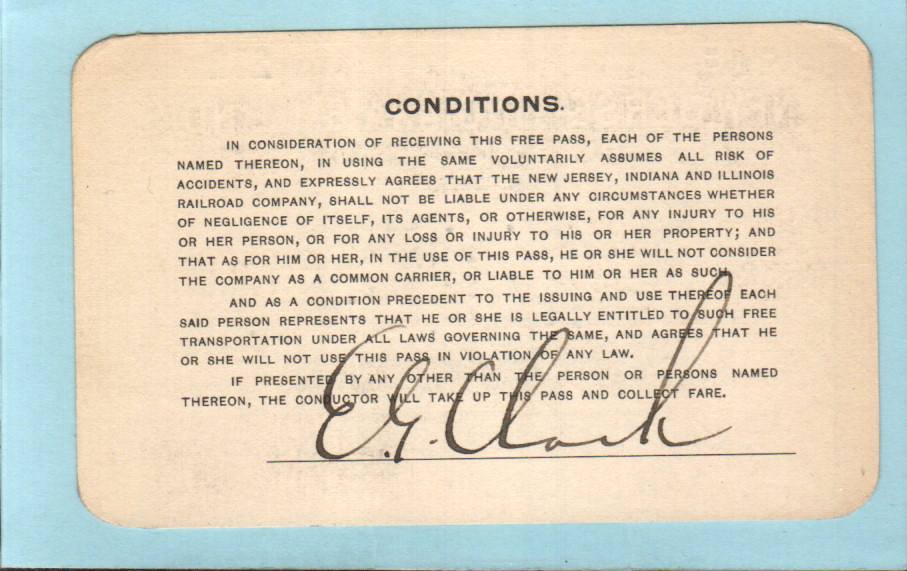 CONDITIONS.
IN CONSIDERATION OF RECEIVING THIS FREE PASS, EACH OF THE PERSONS
NAMED THEREON, IN USING THE SAME VOLUNTARILY ASSUMES ALL RISK OF
ACCIDENTS, AND EXPRESSLY AGREES THAT THE NEW JERSEY, INDIANA AND ILLINOIS
RAILROAD COMPANY, SHALL NOT BE LIABLE UNDER ANY CIRCUMSTANCES WHETHER
OF NEGLIGENCE OF ITSELF, ITS AGENTS, OR OTHERWISE, FOR ANY INJURY TO HIS
OR HER PERSON, OR FOR ANY LOSS OR INJURY TO HIS OR HER PROPERTY; AND
THAT AS FOR HIM OR HER, IN THE USE OF THIS PASS, HE OR SHE WILL NOT CONSIDER
THE COMPANY AS A COMMON CARRIER, OR LIABLE TO HIM OR HER AS SUCH.
AND AS A CONDITION PRECEDENT TO THE ISSUING AND USE THEREOF EACH
SAID PERSON REPRESENTS THAT HE OR SHE IS LEGALLY ENTITLED TO SUCH FREE
TRANSPORTATION UNDER ALL LAWS GOVERNING THE SAME, AND AGREES THAT HE
OR SHE WILL NOT USE THIS PASS IN VIOLATION OF ANY LAW.
IF PRESENTED BY ANY OTHER THAN THE PERSON OR PERSONS NAMED
THEREON, THE CONDUCTOR WILL TAKE UP THIS PASS AND COLLECT FARE.
E.G. Clark